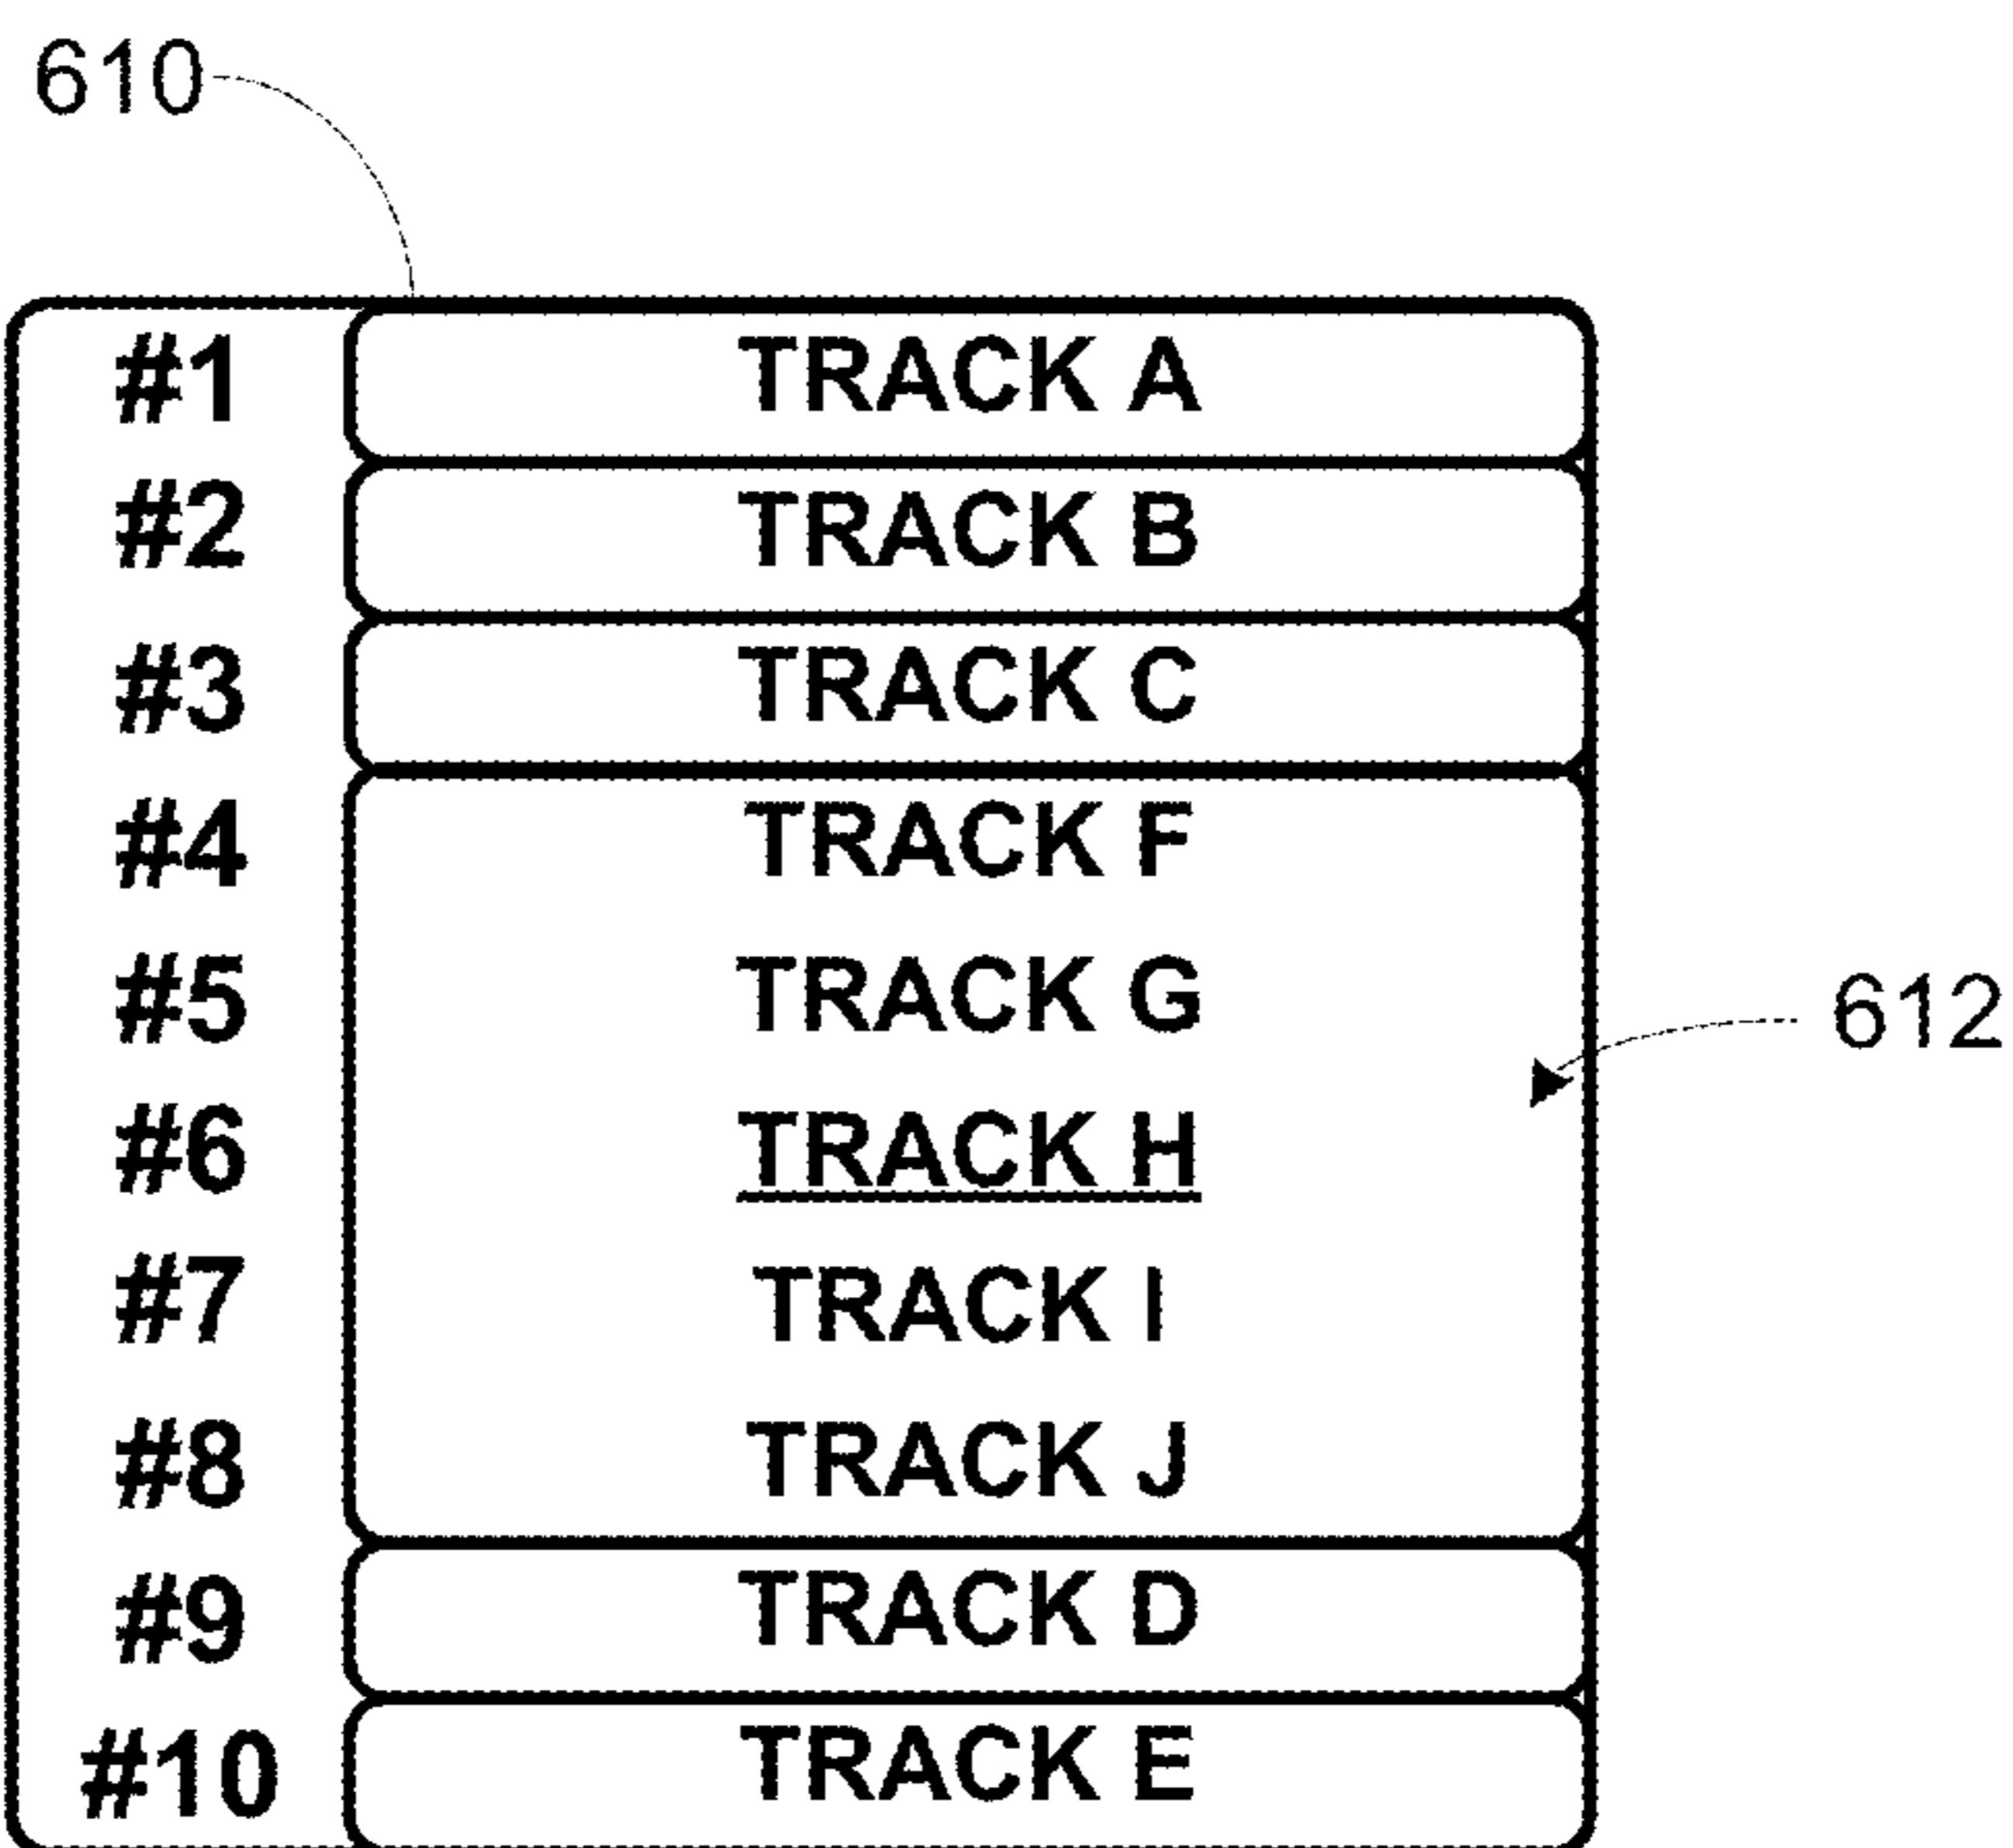 610
#1 TRACK A
#2 TRACK B
#3 TRACK C
#4 TRACK F
#5 TRACK G
612
#6 TRACK H
#7 TRACK I
#8 TRACK J
#9 TRACK D
#10 TRACK E